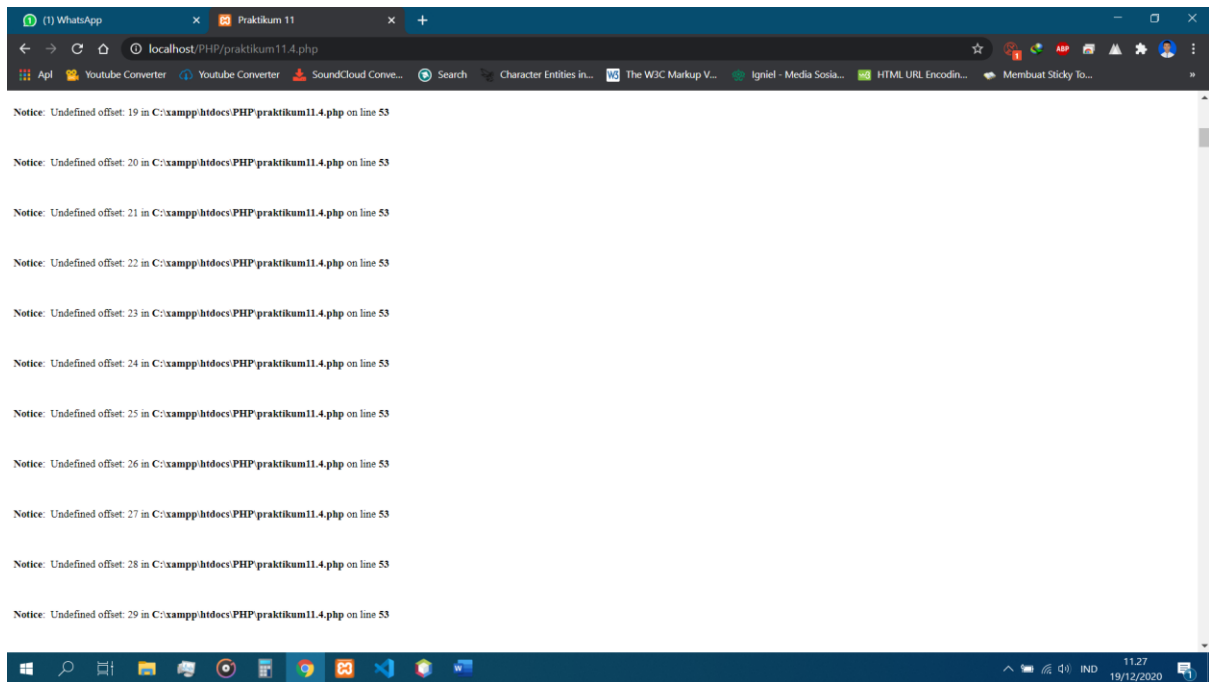 (1) WhatsApp
Praktikum 11
localhost/PHP/praktikum11.4.php
1
ABP
Apl
Youtube Converter
Youtube Converter
SoundCloud Conve...
Search
Character Entities in...
W3
The W3C Markup V...
Igniel - Media Sosia...
HTML URL Encodin...
Membuat Sticky To...
»
Notice: Undefined offset: 19 in C:\xampp\htdocs\PHP\praktikum11.4.php on line 53
Notice: Undefined offset: 20 in C:\xampp\htdocs\PHP\praktikum11.4.php on line 53
Notice: Undefined offset: 21 in C:\xampp\htdocs\PHP\praktikum11.4.php on line 53
Notice: Undefined offset: 22 in C:\xampp\htdocs\PHP\praktikum11.4.php on line 53
Notice: Undefined offset: 23 in C:\xampp\htdocs\PHP\praktikum11.4.php on line 53
Notice: Undefined offset: 24 in C:\xampp\htdocs\PHP\praktikum11.4.php on line 53
Notice: Undefined offset: 25 in C:\xampp\htdocs\PHP\praktikum11.4.php on line 53
Notice: Undefined offset: 26 in C:\xampp\htdocs\PHP\praktikum11.4.php on line 53
Notice: Undefined offset: 27 in C:\xampp\htdocs\PHP\praktikum11.4.php on line 53
Notice: Undefined offset: 28 in C:\xampp\htdocs\PHP\praktikum11.4.php on line 53
Notice: Undefined offset: 29 in C:\xampp\htdocs\PHP\praktikum11.4.php on line 53
IND
11.27
19/12/2020